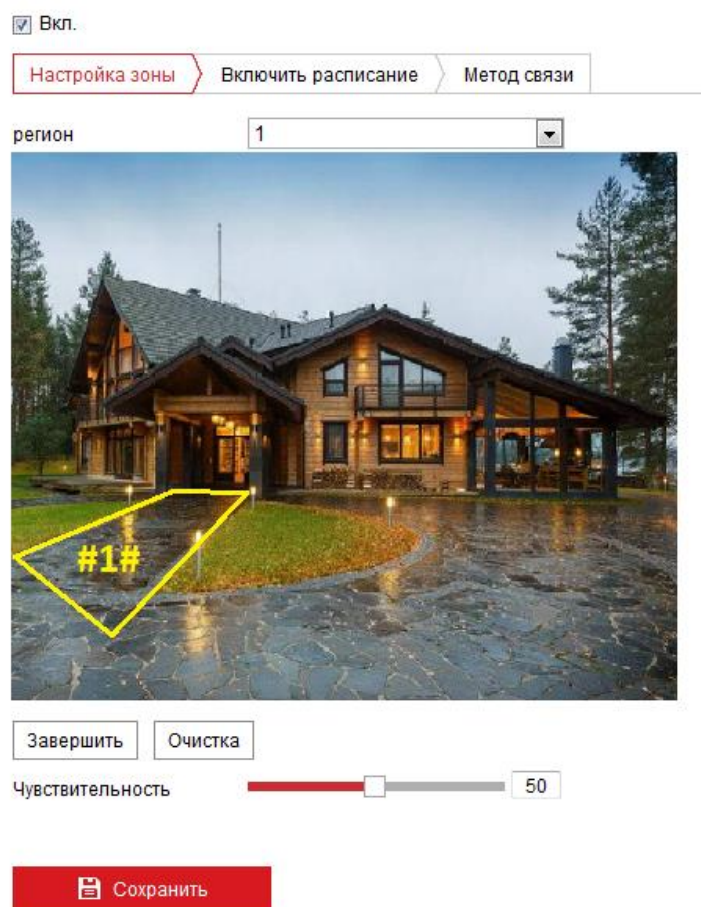 Вкл.
Настройка зоны Включить расписание Метод связи
регион 1
#1#
Завершить Очистка
Чувствительность 50
Сохранить